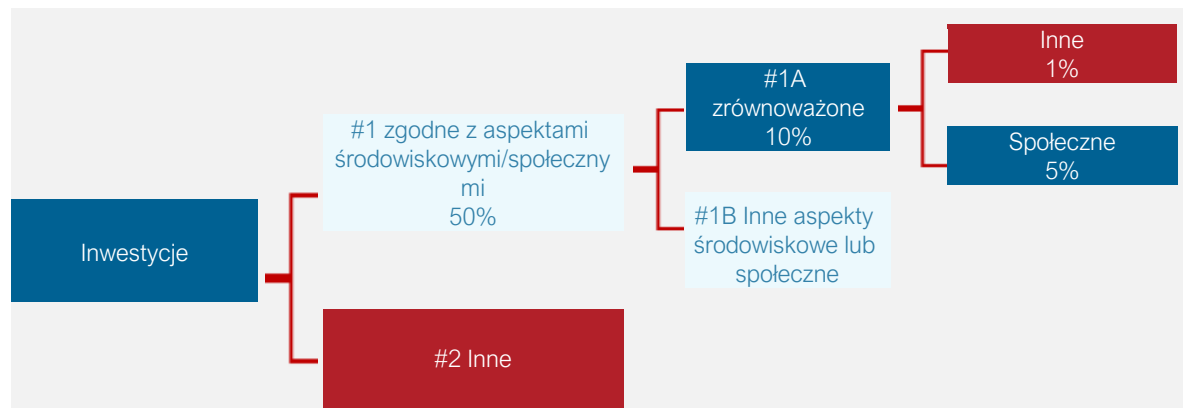 Inwestycje
#1 zgodne z aspektami
środowiskowymi/społeczny
mi
50%
#2 Inne
#1A
zrównoważone
10%
#1B Inne aspekty
środowiskowe lub
społeczne
Inne
1%
Społeczne
5%